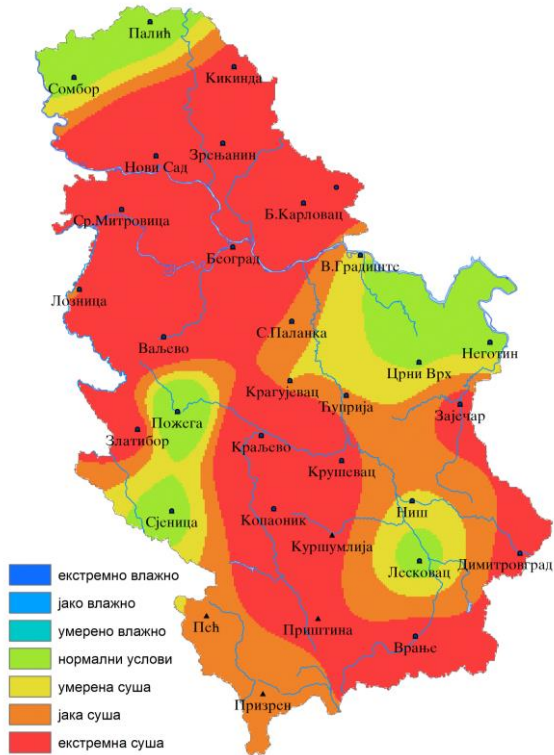 Палић
Сомбор
Кикинда
Зрењанин
Нови Сад
Б.Карловац
Ср.Митровица
Београд
В.Градиште
Лозница
С.Паланка
Ваљево
Неготин
Црни Врх
Крагујевац
Ћуприја
Зајечар
Пожега
Златибор
Краљево
Крушевац
Сјеница
Копаоник
Ниш
Куршумлија
Лесковац
Димитровград
Пећ
Приштина
Врање
Призрен
екстремно влажно
јако влажно
умерено влажно
нормални услови
умерена суша
јака суша
екстремна суша